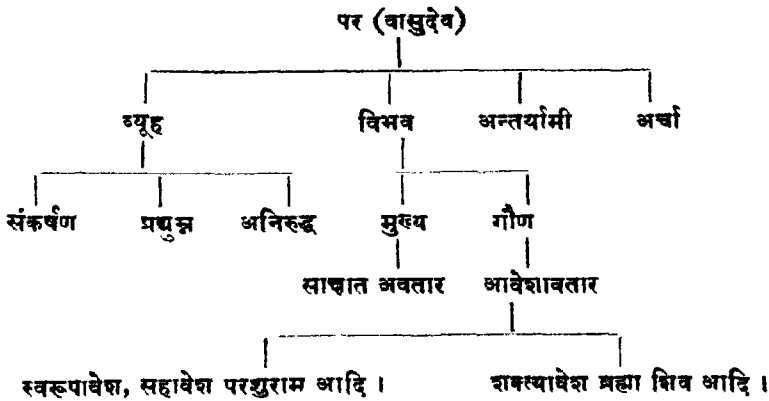 पर (वासुदेव)
व्यूह विभव अन्तर्यामी अर्चा
संकर्षण प्रद्युम्न अनिरुद्ध मुख्य गौण
साक्षात अवतार आवेशावतार
स्वरूपावेश, सहावेश परशुराम आदि । शक्त्यावेश ब्रह्मा शिव आदि ।